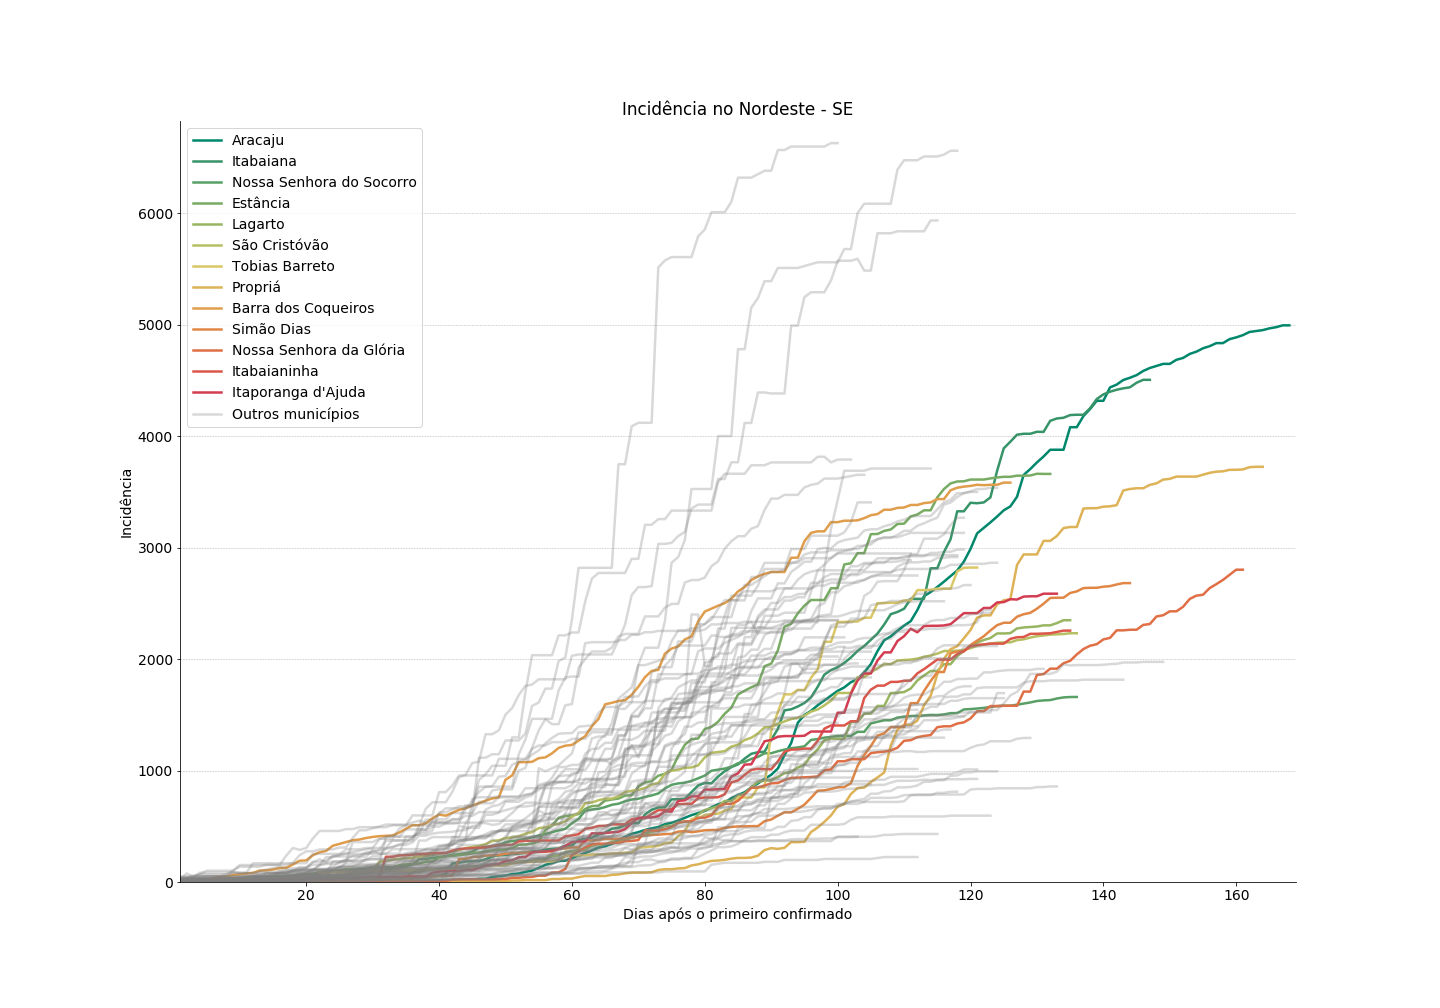 Incidência no Nordeste - SE
Aracaju
Itabaiana
Nossa Senhora do Socorro
Estância
Lagarto
São Cristóvão
Tobias Barreto
Propriá
Barra dos Coqueiros
Simão Dias
Nossa Senhora da Glória
Itabaianinha
Itaporanga d'Ajuda
Outros municípios
Incidência
6000
5000
4000
3000
2000
1000
0
20 40 60 80 100 120 140 160
Dias após o primeiro confirmado